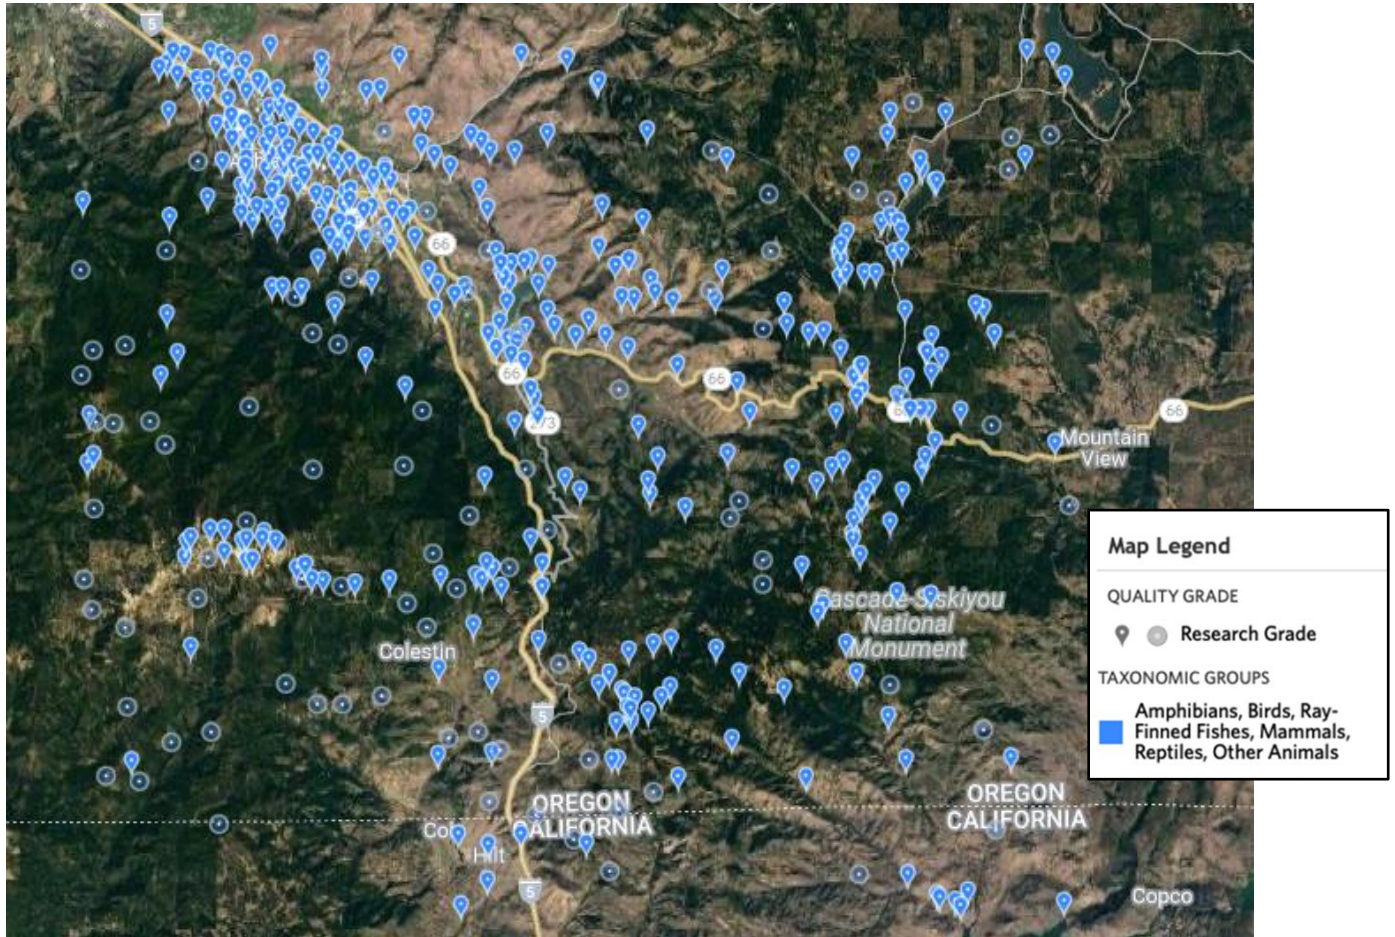 5
66
66
66
273
66
Mountain
View
Map Legend
QUALITY GRADE
Research Grade
TAXONOMIC GROUPS
Amphibians, Birds, Ray-
Finned Fishes, Mammals,
Reptiles, Other Animals
Cascade-Siskiyou
National
Monument
Colestin
5
OREGON
CALIFORNIA
OREGON
CALIFORNIA
Hilt
5
Copco